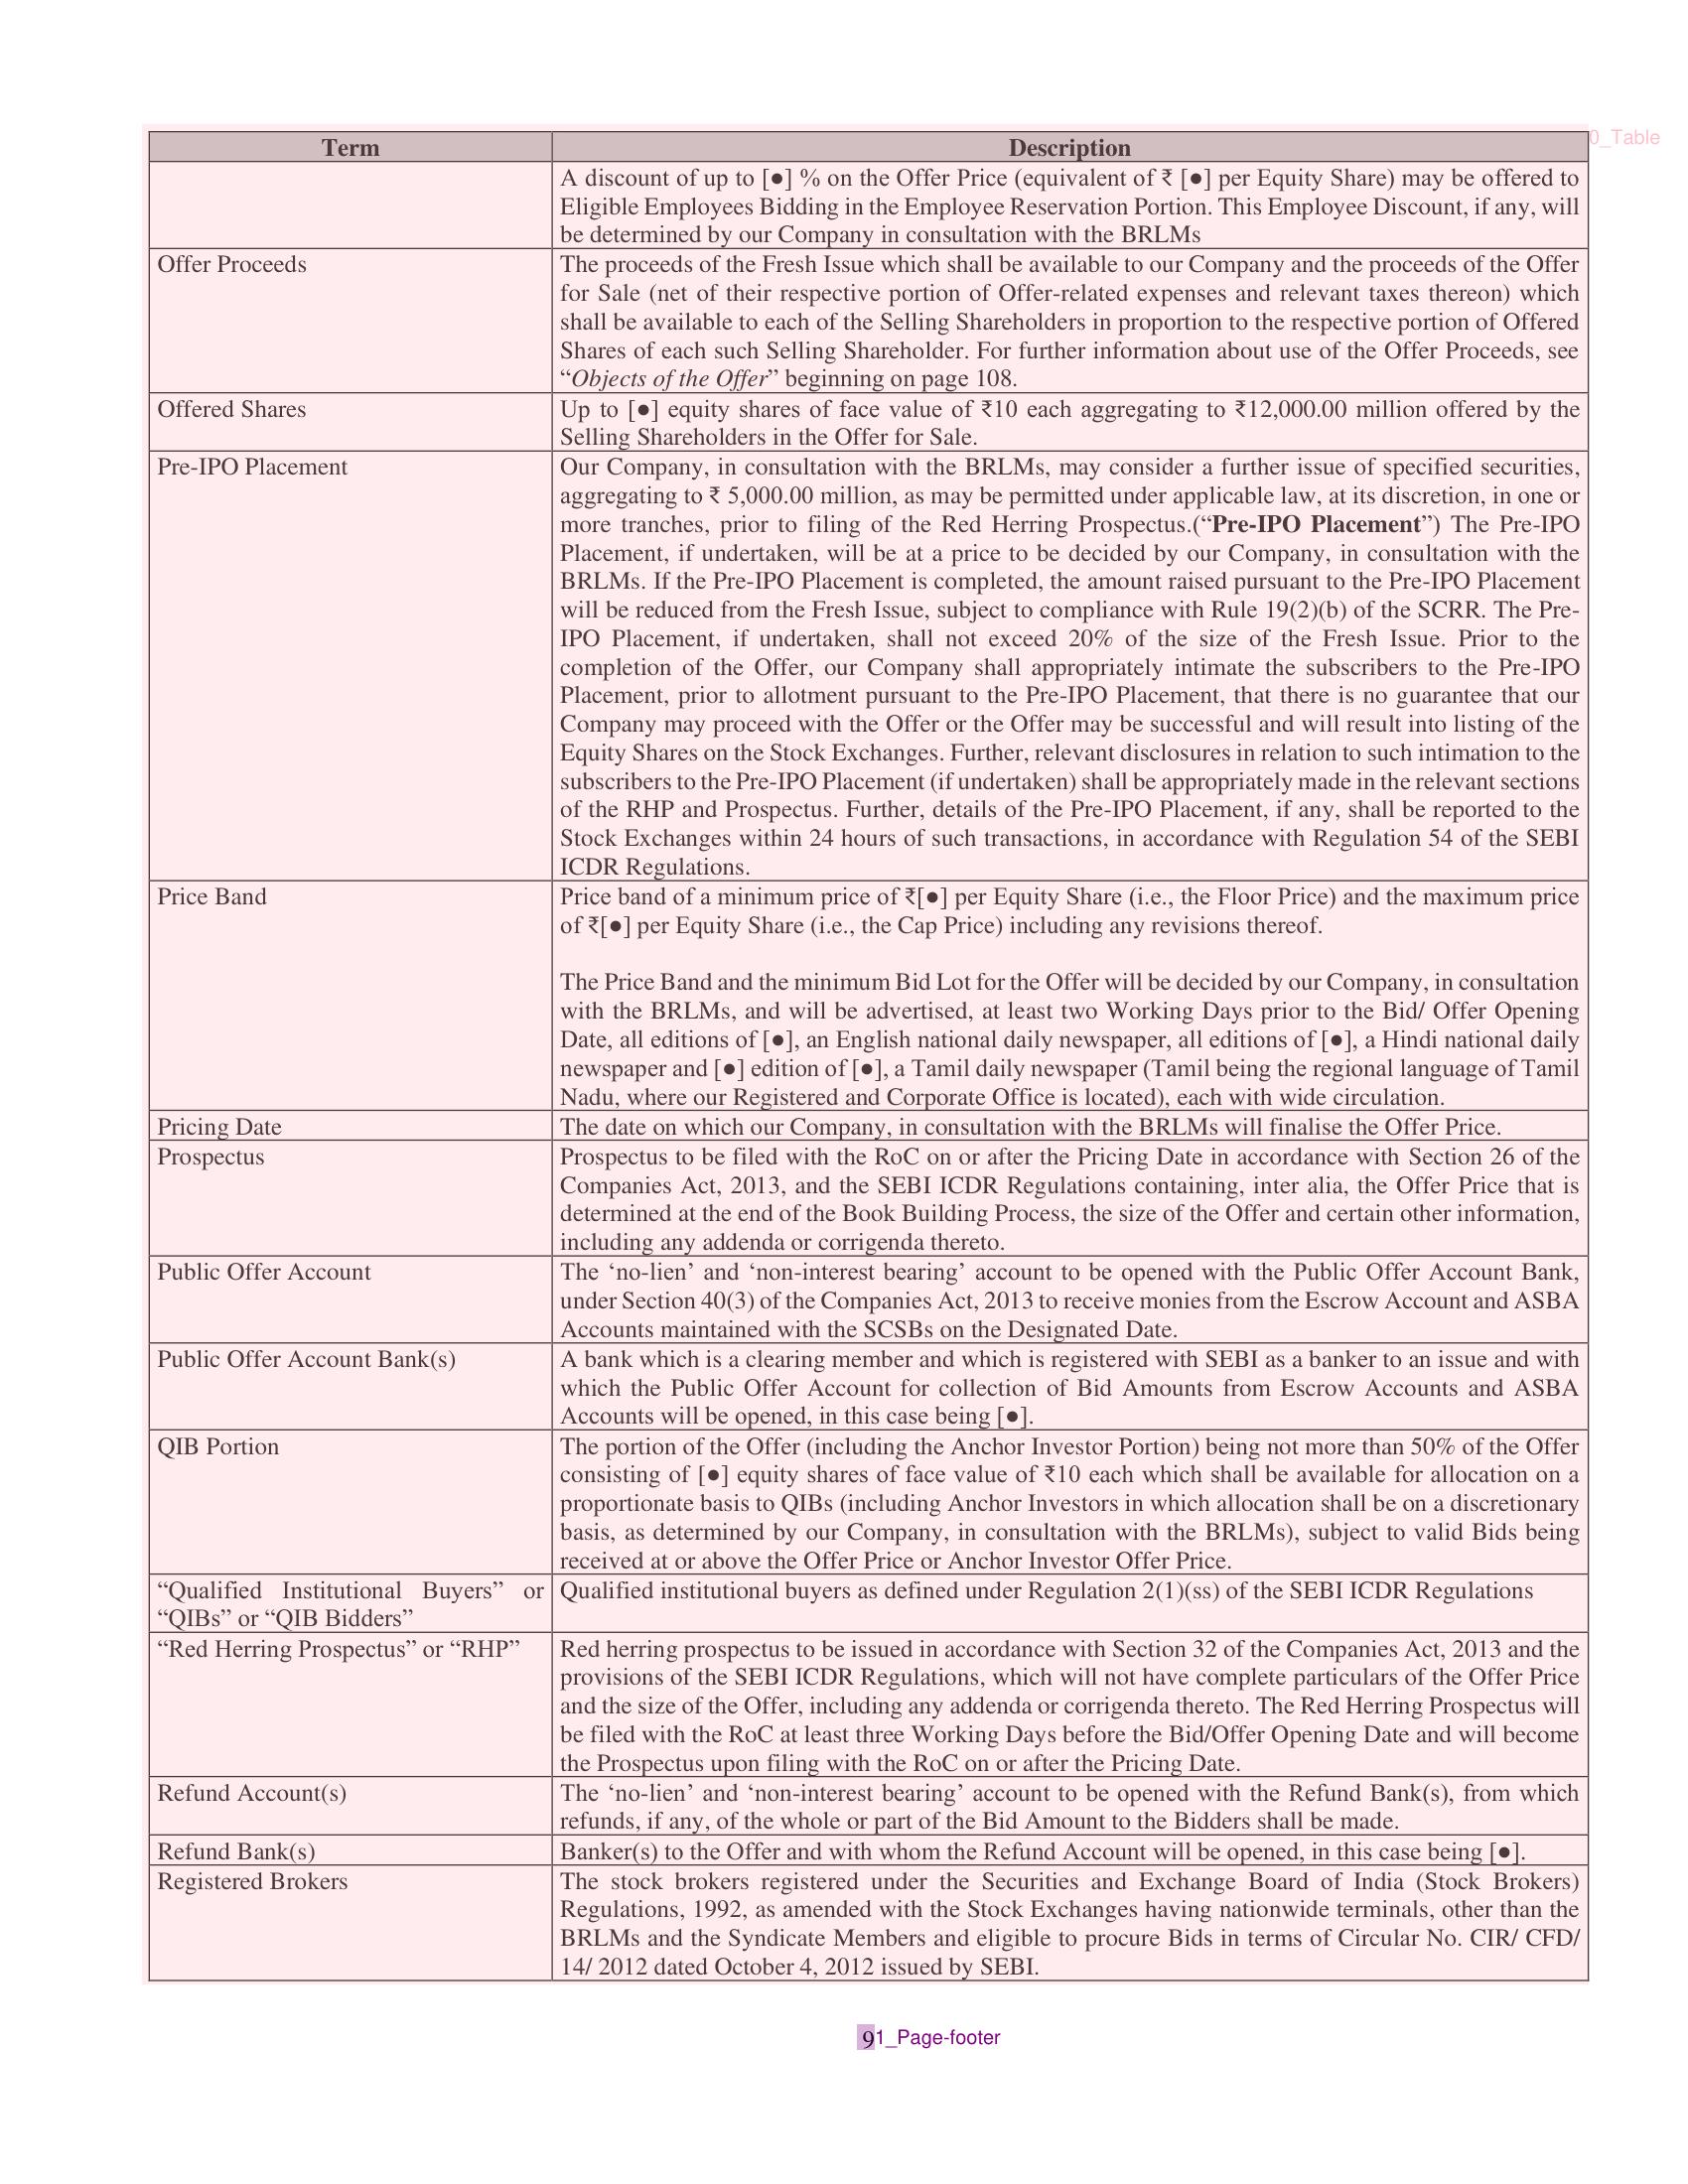 0_Table
Term Description
A discount of up to [●] % on the Offer Price (equivalent of ₹ [●] per Equity Share) may be offered to
Eligible Employees Bidding in the Employee Reservation Portion. This Employee Discount, if any, will
be determined by our Company in consultation with the BRLMs
Offer Proceeds The proceeds of the Fresh Issue which shall be available to our Company and the proceeds of the Offer
for Sale (net of their respective portion of Offer-related expenses and relevant taxes thereon) which
shall be available to each of the Selling Shareholders in proportion to the respective portion of Offered
Shares of each such Selling Shareholder. For further information about use of the Offer Proceeds, see
“Objects of the Offer” beginning on page 108.
Offered Shares Up to [●] equity shares of face value of ₹10 each aggregating to ₹12,000.00 million offered by the
Selling Shareholders in the Offer for Sale.
Pre-IPO Placement Our Company, in consultation with the BRLMs, may consider a further issue of specified securities,
aggregating to ₹ 5,000.00 million, as may be permitted under applicable law, at its discretion, in one or
more tranches, prior to filing of the Red Herring Prospectus.(“Pre-IPO Placement”) The Pre-IPO
Placement, if undertaken, will be at a price to be decided by our Company, in consultation with the
BRLMs. If the Pre-IPO Placement is completed, the amount raised pursuant to the Pre-IPO Placement
will be reduced from the Fresh Issue, subject to compliance with Rule 19(2)(b) of the SCRR. The Pre-
IPO Placement, if undertaken, shall not exceed 20% of the size of the Fresh Issue. Prior to the
completion of the Offer, our Company shall appropriately intimate the subscribers to the Pre-IPO
Placement, prior to allotment pursuant to the Pre-IPO Placement, that there is no guarantee that our
Company may proceed with the Offer or the Offer may be successful and will result into listing of the
Equity Shares on the Stock Exchanges. Further, relevant disclosures in relation to such intimation to the
subscribers to the Pre-IPO Placement (if undertaken) shall be appropriately made in the relevant sections
of the RHP and Prospectus. Further, details of the Pre-IPO Placement, if any, shall be reported to the
Stock Exchanges within 24 hours of such transactions, in accordance with Regulation 54 of the SEBI
ICDR Regulations.
Price Band Price band of a minimum price of ₹[●] per Equity Share (i.e., the Floor Price) and the maximum price
of ₹[●] per Equity Share (i.e., the Cap Price) including any revisions thereof.
The Price Band and the minimum Bid Lot for the Offer will be decided by our Company, in consultation
with the BRLMs, and will be advertised, at least two Working Days prior to the Bid/ Offer Opening
Date, all editions of [●], an English national daily newspaper, all editions of [●], a Hindi national daily
newspaper and [●] edition of [●], a Tamil daily newspaper (Tamil being the regional language of Tamil
Nadu, where our Registered and Corporate Office is located), each with wide circulation.
Pricing Date The date on which our Company, in consultation with the BRLMs will finalise the Offer Price.
Prospectus Prospectus to be filed with the RoC on or after the Pricing Date in accordance with Section 26 of the
Companies Act, 2013, and the SEBI ICDR Regulations containing, inter alia, the Offer Price that is
determined at the end of the Book Building Process, the size of the Offer and certain other information,
including any addenda or corrigenda thereto.
Public Offer Account The ‘no-lien’ and ‘non-interest bearing’ account to be opened with the Public Offer Account Bank,
under Section 40(3) of the Companies Act, 2013 to receive monies from the Escrow Account and ASBA
Accounts maintained with the SCSBs on the Designated Date.
Public Offer Account Bank(s) A bank which is a clearing member and which is registered with SEBI as a banker to an issue and with
which the Public Offer Account for collection of Bid Amounts from Escrow Accounts and ASBA
Accounts will be opened, in this case being [●].
QIB Portion The portion of the Offer (including the Anchor Investor Portion) being not more than 50% of the Offer
consisting of [●] equity shares of face value of ₹10 each which shall be available for allocation on a
proportionate basis to QIBs (including Anchor Investors in which allocation shall be on a discretionary
basis, as determined by our Company, in consultation with the BRLMs), subject to valid Bids being
received at or above the Offer Price or Anchor Investor Offer Price.
“Qualified Institutional Buyers” or Qualified institutional buyers as defined under Regulation 2(1)(ss) of the SEBI ICDR Regulations
“QIBs” or “QIB Bidders”
“Red Herring Prospectus” or “RHP” Red herring prospectus to be issued in accordance with Section 32 of the Companies Act, 2013 and the
provisions of the SEBI ICDR Regulations, which will not have complete particulars of the Offer Price
and the size of the Offer, including any addenda or corrigenda thereto. The Red Herring Prospectus will
be filed with the RoC at least three Working Days before the Bid/Offer Opening Date and will become
the Prospectus upon filing with the RoC on or after the Pricing Date.
Refund Account(s) The ‘no-lien’ and ‘non-interest bearing’ account to be opened with the Refund Bank(s), from which
refunds, if any, of the whole or part of the Bid Amount to the Bidders shall be made.
Refund Bank(s) Banker(s) to the Offer and with whom the Refund Account will be opened, in this case being [●].
Registered Brokers The stock brokers registered under the Securities and Exchange Board of India (Stock Brokers)
Regulations, 1992, as amended with the Stock Exchanges having nationwide terminals, other than the
BRLMs and the Syndicate Members and eligible to procure Bids in terms of Circular No. CIR/ CFD/
14/ 2012 dated October 4, 2012 issued by SEBI.
9 1_Page-footer